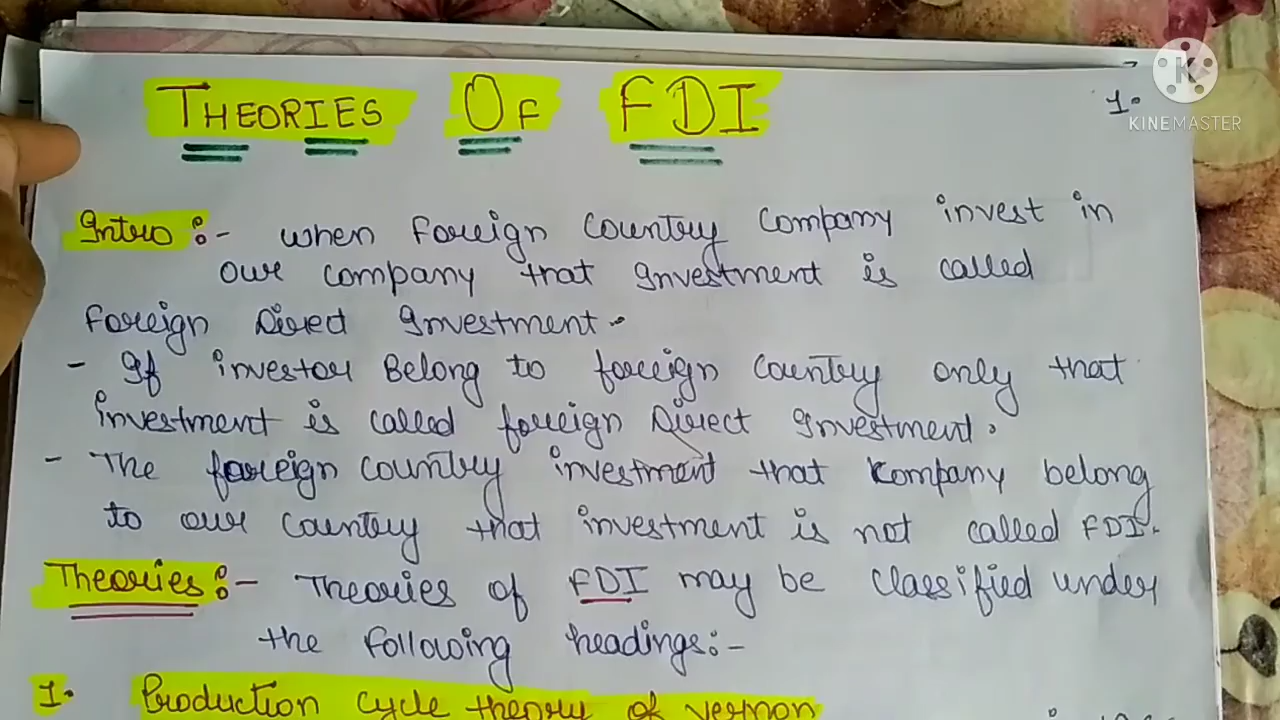 THEORIES OF FDI
1.
KINEMASTER
Intro :- when foreign country company invest in
our company that Investment is called
foreign Direct Investment.
- If investor Belong to foreign country only that
investment is called foreign Direct Investment.
- The foreign country investment that company belong
to our country that investment is not called FDI.
Theories :- Theories of FDI may be classified under
the following headings:-
1. Production cycle theory of vernon